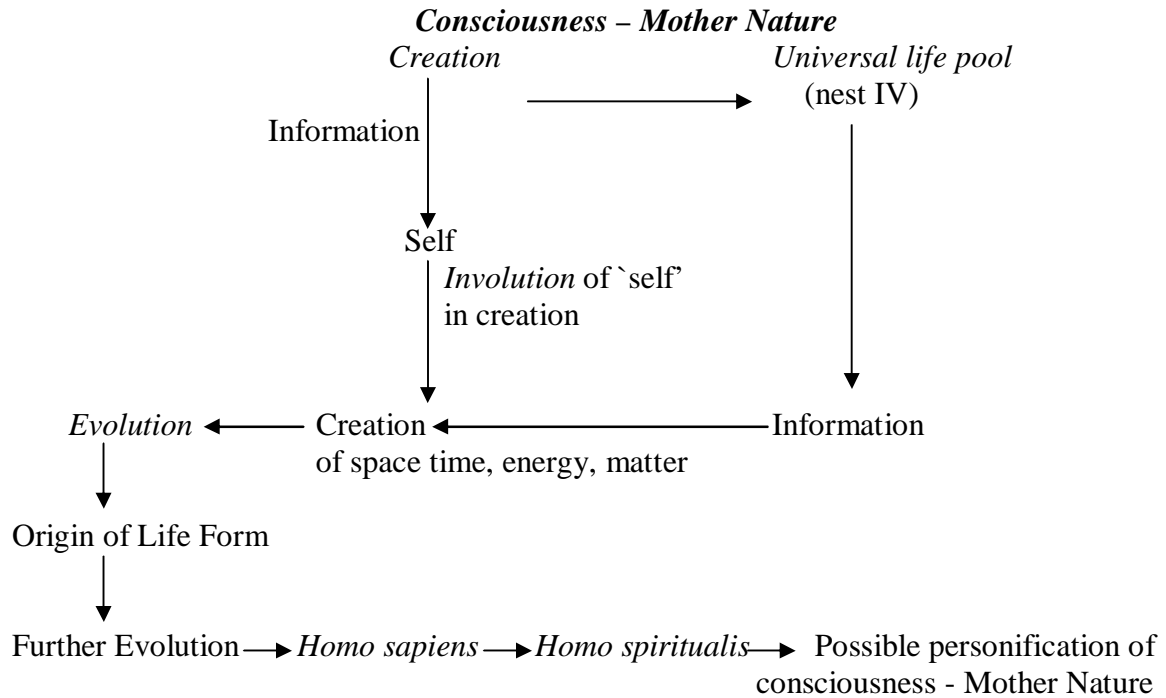 Consciousness – Mother Nature
Creation
Universal life pool
(nest IV)
Information
Self
Involution of `self'
in creation
Evolution
Creation
of space time, energy, matter
Information
Origin of Life Form
Further Evolution
Homo sapiens
Homo spiritualis
Possible personification of
consciousness - Mother Nature